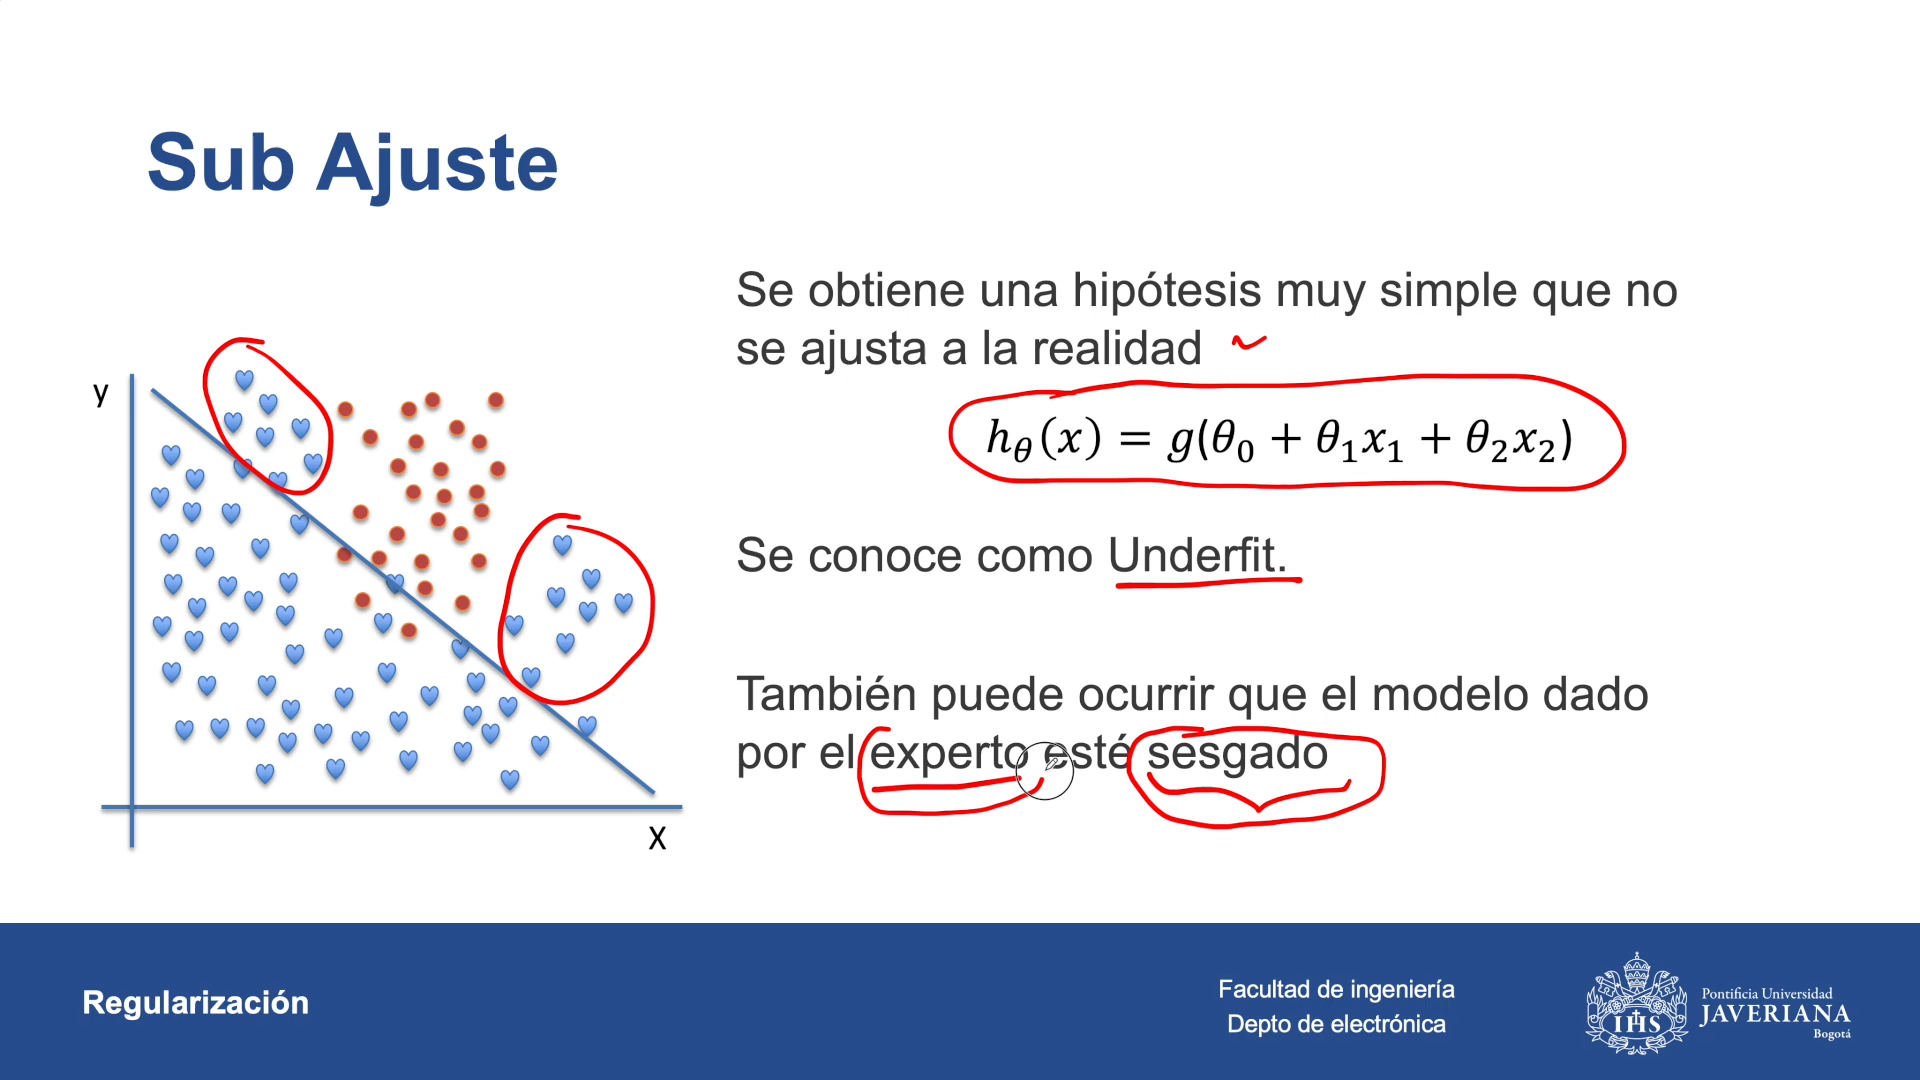 Sub Ajuste
Se obtiene una hipótesis muy simple que no
se ajusta a la realidad
y
hθ(x) = g(θ0 + θ1x1 + θ2x2)
Se conoce como Underfit.
También puede ocurrir que el modelo dado
por el experto esté sesgado
X
Regularización
Facultad de ingeniería
Depto de electrónica
IHS
Pontificia Universidad
JAVERIANA
Bogotá